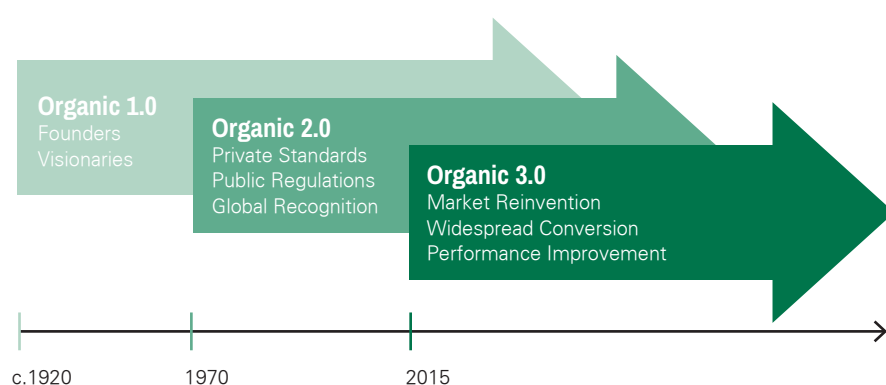 Organic 1.0
Founders
Visionaries
Organic 2.0
Private Standards
Public Regulations
Global Recognition
Organic 3.0
Market Reinvention
Widespread Conversion
Performance Improvement
c.1920
1970
2015